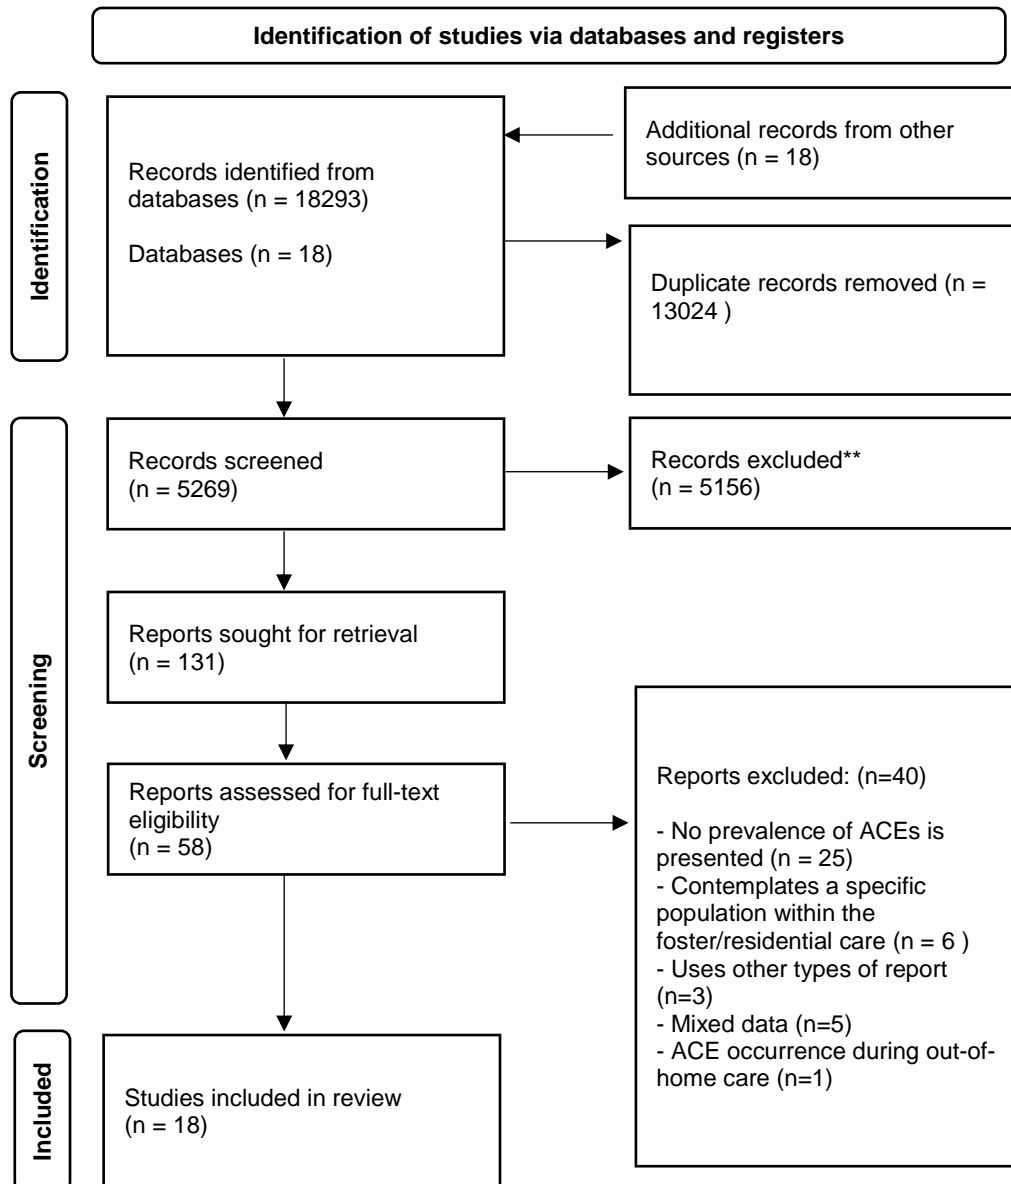 Identification of studies via databases and registers
Identification
Records identified from
databases (n = 18293)
Databases (n = 18)
Additional records from other
sources (n = 18)
Duplicate records removed (n =
13024 )
Screening
Records screened
(n = 5269)
Records excluded**
(n = 5156)
Reports sought for retrieval
(n = 131)
Reports assessed for full-text
eligibility
(n = 58)
Reports excluded: (n=40)
- No prevalence of ACEs is
presented (n = 25)
- Contemplates a specific
population within the
foster/residential care (n = 6 )
- Uses other types of report
(n=3)
- Mixed data (n=5)
- ACE occurrence during out-of-
home care (n=1)
Included
Studies included in review
(n = 18)